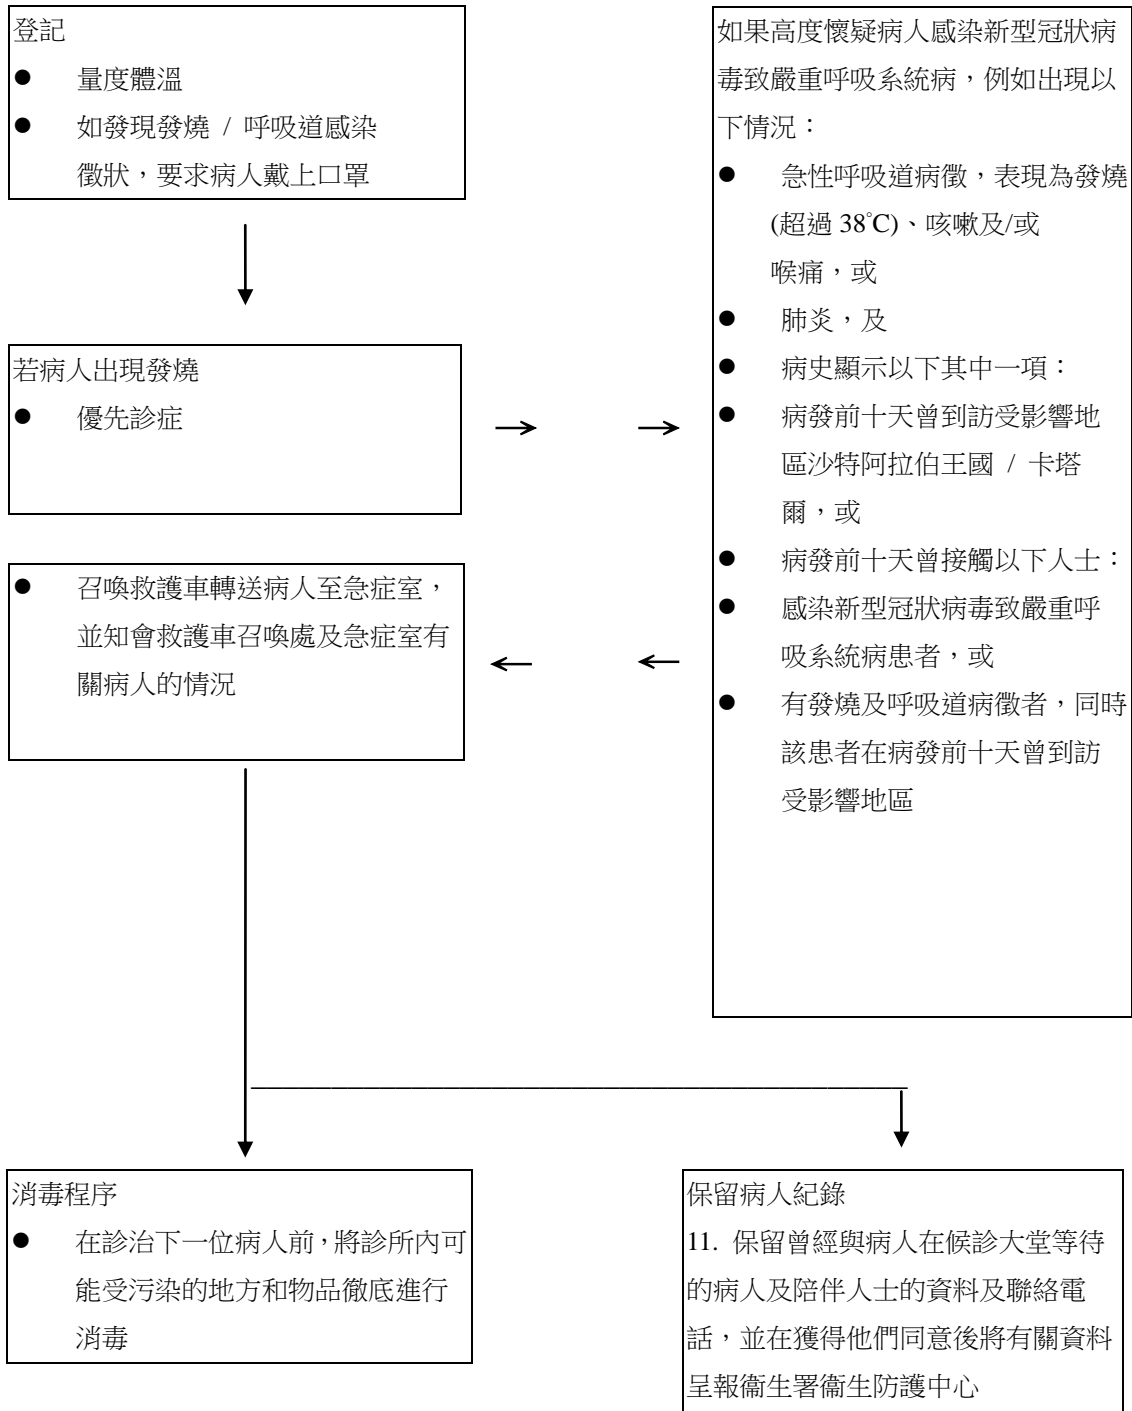 登記
● 量度體溫
● 如發現發燒 / 呼吸道感染
徵狀，要求病人戴上口罩
若病人出現發燒
● 優先診症
如果高度懷疑病人感染新型冠狀病
毒致嚴重呼吸系統病，例如出現以
下情況：
● 急性呼吸道病徵，表現為發燒
(超過 38°C)、咳嗽及/或
喉痛，或
● 肺炎，及
● 病史顯示以下其中一項：
● 病發前十天曾到訪受影響地
區沙特阿拉伯王國 / 卡塔
爾，或
● 病發前十天曾接觸以下人士：
● 感染新型冠狀病毒致嚴重呼
吸系統病患者，或
● 有發燒及呼吸道病徵者，同時
該患者在病發前十天曾到訪
受影響地區
● 召喚救護車轉送病人至急症室，
並知會救護車召喚處及急症室有
關病人的情況
消毒程序
● 在診治下一位病人前，將診所內可
能受污染的地方和物品徹底進行
消毒
保留病人紀錄
11. 保留曾經與病人在候診大堂等待
的病人及陪伴人士的資料及聯絡電
話，並在獲得他們同意後將有關資料
呈報衞生署衞生防護中心